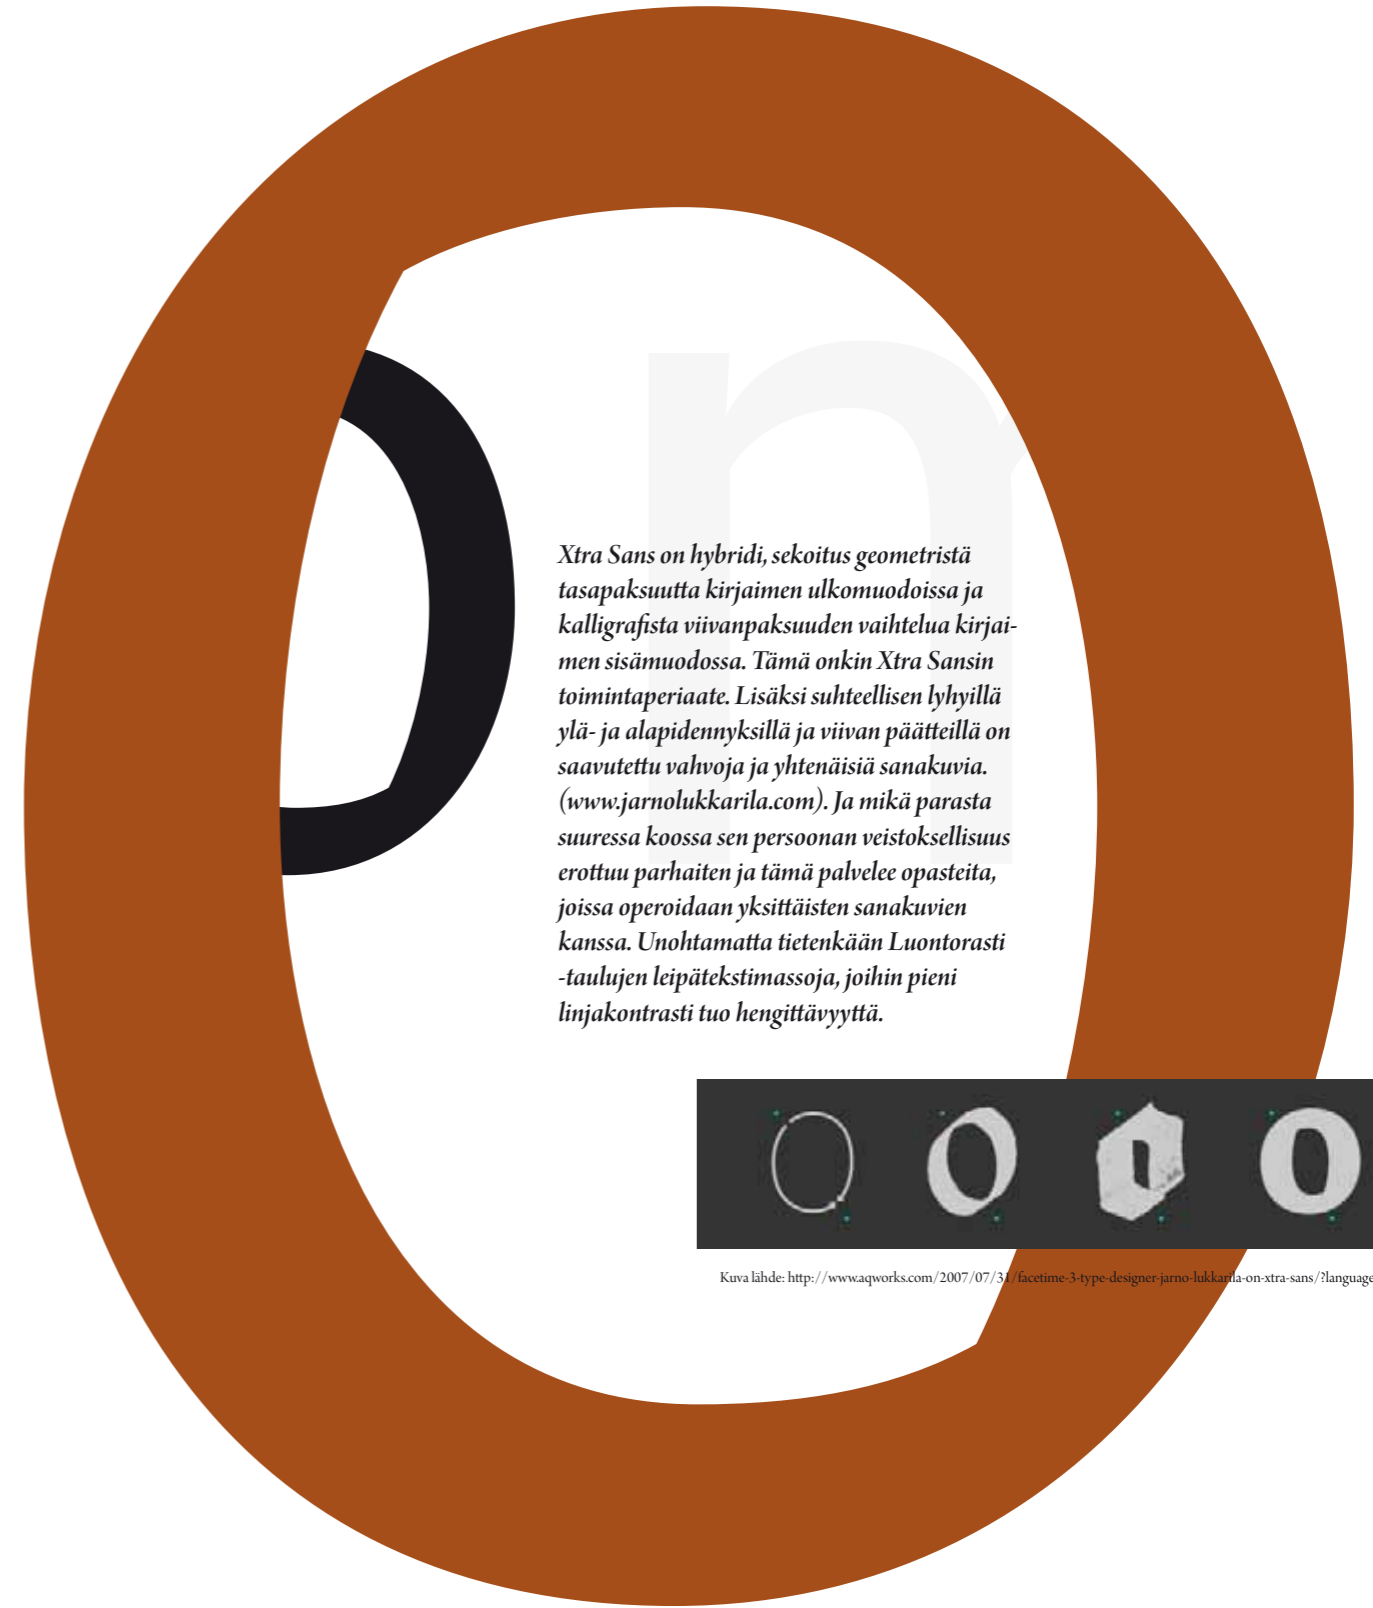 Xtra Sans on hybridi, sekoitus geometristä
tasapaksuutta kirjaimen ulkomuodoissa ja
kalligrafista viivanpaksuuden vaihtelua kirjai-
men sisämuodossa. Tämä onkin Xtra Sansin
toimintaperiaate. Lisäksi suhteellisen lyhyillä
ylä- ja alapidennyksillä ja viivan päätteillä on
saavutettu vahvoja ja yhtenäisiä sanakuvia.
(www.jarnolukkarila.com). Ja mikä parasta
suuressa koossa sen persoonan veistoksellisuus
erottuu parhaiten ja tämä palvelee opasteita,
joissa operoidaan yksittäisten sanakuvien
kanssa. Unohtamatta tietenkään Luontorasti
-taulujen leipätekstimassoja, joihin pieni
linjakontrasti tuo hengittävyyttä.
Kuva lähde: http://www.aqworks.com/2007/07/31/facetime-3-type-designer-jarno-lukkarila-on-xtra-sans/?language